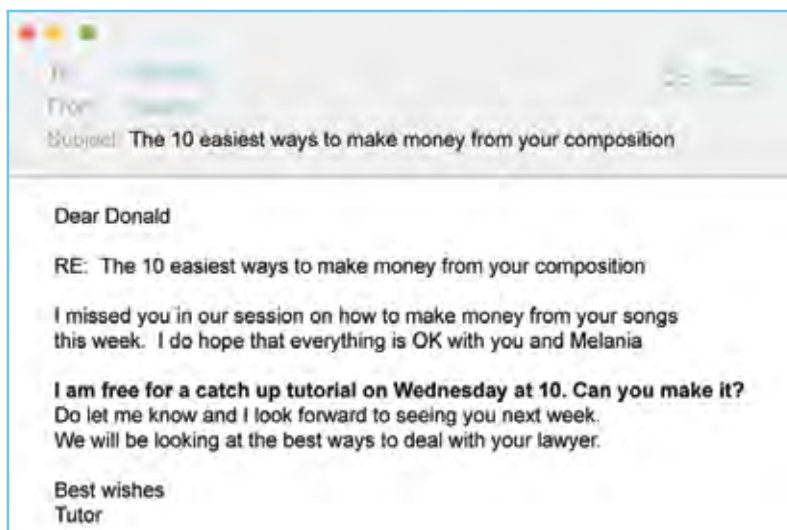 Subject: The 10 easiest ways to make money from your composition
Dear Donald
RE: The 10 easiest ways to make money from your composition
I missed you in our session on how to make money from your songs
this week. I do hope that everything is OK with you and Melania
I am free for a catch up tutorial on Wednesday at 10. Can you make it?
Do let me know and I look forward to seeing you next week.
We will be looking at the best ways to deal with your lawyer.
Best wishes
Tutor